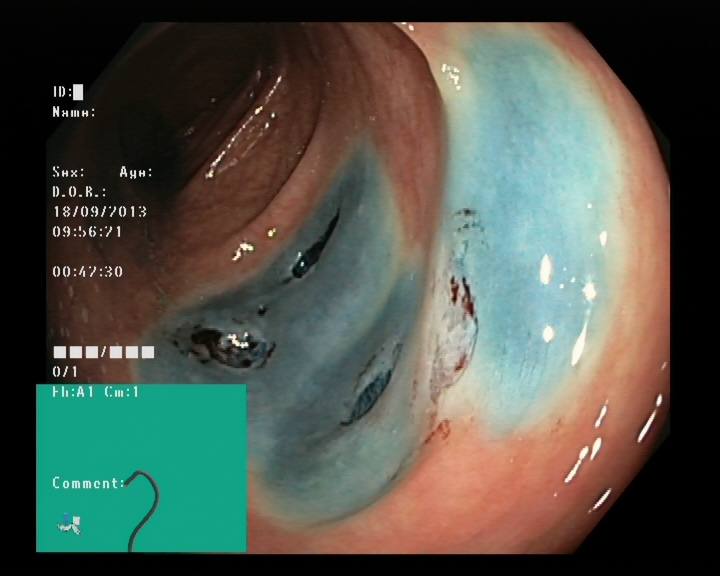 ID:
Name:
Sex: Age:
D.O.B.:
18/09/2013
09:56:21
00:42:30
■■■/■■■
0/1
Eh:A1 Cm:1
Comment: